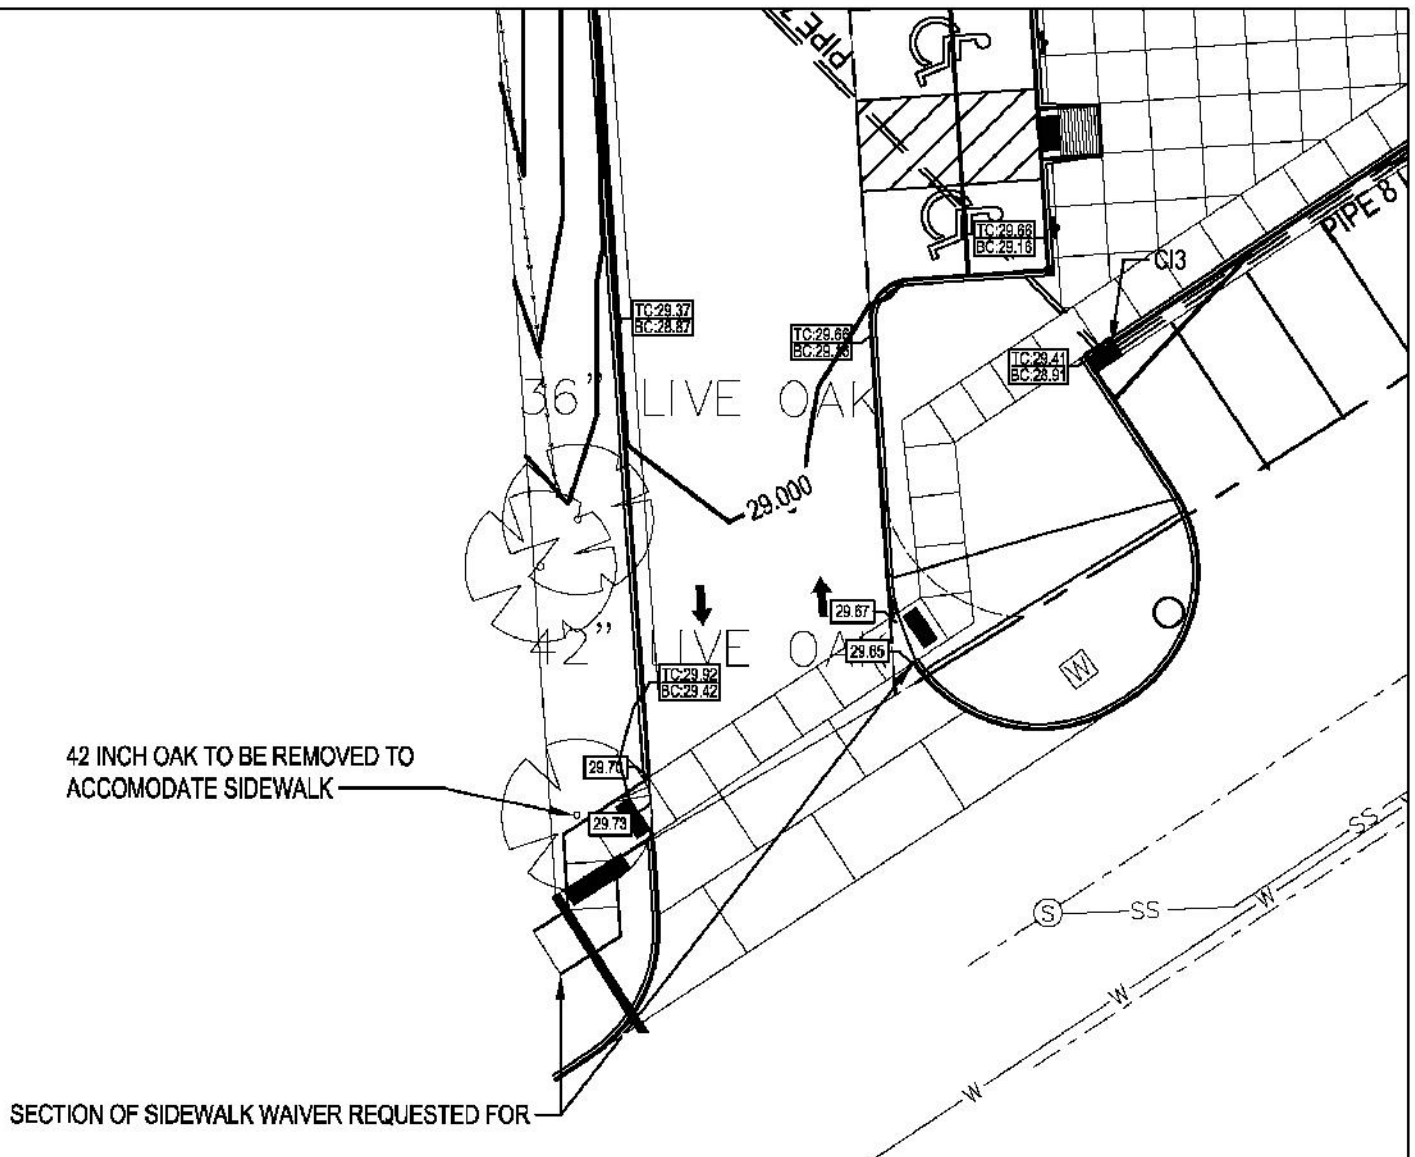 PIPE
TC:29.66
BC:29.16
PIPE 8
CI3
TC:29.37
BC:28.87
TC:29.66
BC:29.16
TC:29.41
BC:28.91
36" LIVE OAK
29.000
29.67
42" LIVE OAK
29.65
TC:29.92
BC:29.42
42 INCH OAK TO BE REMOVED TO
ACCOMODATE SIDEWALK
W
29.73
SS
S
SS
W
W
W
SECTION OF SIDEWALK WAIVER REQUESTED FOR